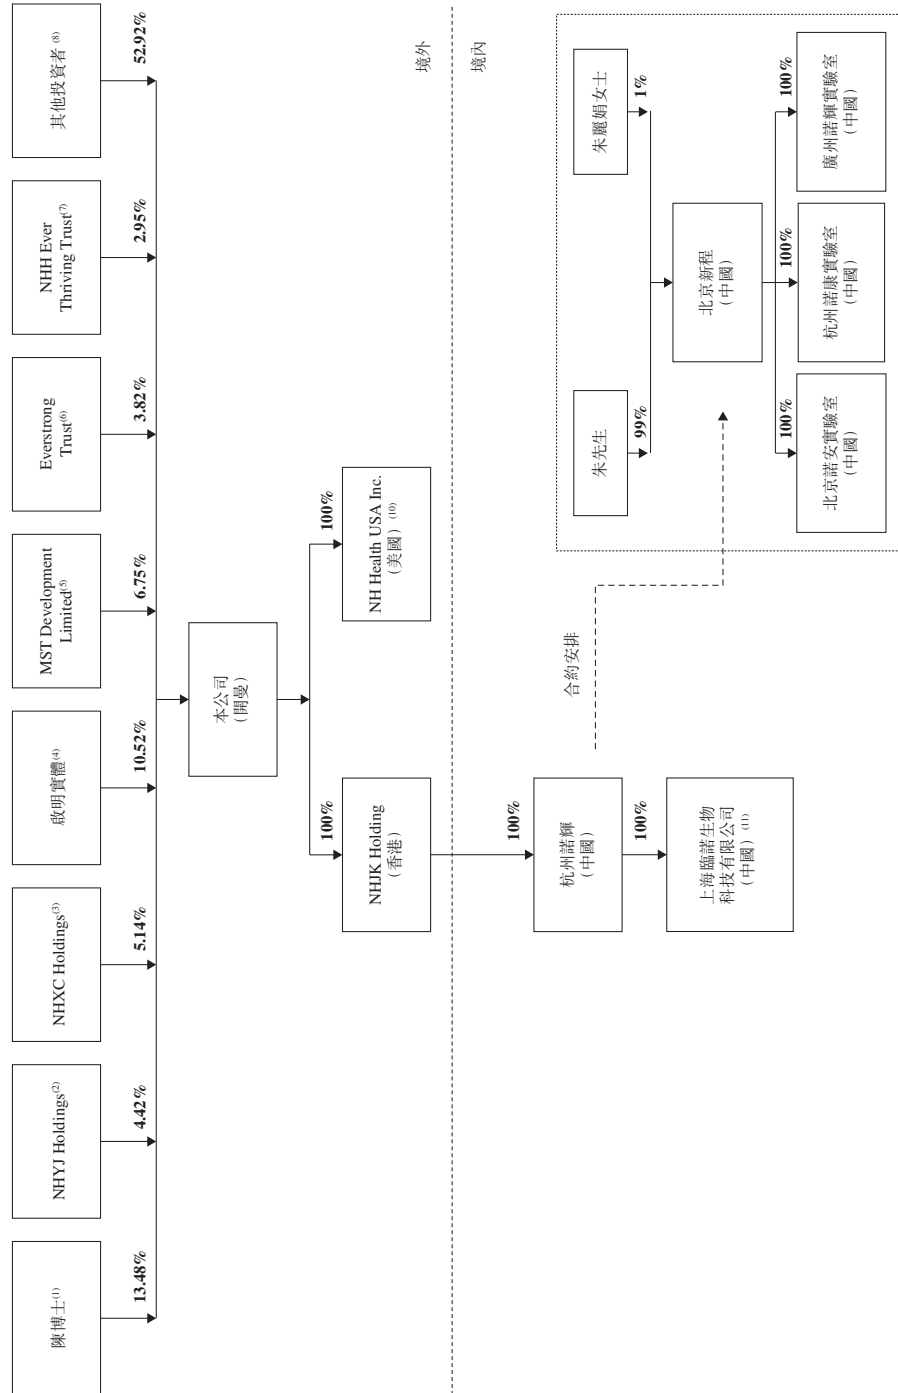 陳博士(1)
NHYJ Holdings(2)
NHXC Holdings(3)
啟明實體(4)
MST Development
Limited(5)
Everstrong
Trust(6)
NHH Ever
Thriving Trust(7)
其他投資者(8)
13.48%
4.42%
5.14%
10.52%
6.75%
3.82%
2.95%
52.92%
本公司
(開曼)
100%
100%
NHJK Holding
(香港)
NH Health USA Inc.
(美國)(10)
境外
境內
100%
杭州諾輝
(中國)
100%
上海臨諾生物
科技有限公司
(中國)(11)
合約安排
朱先生
朱麗娟女士
99%
1%
北京新程
(中國)
100%
100%
100%
北京諾安實驗室
(中國)
杭州諾康實驗室
(中國)
廣州諾輝實驗室
(中國)